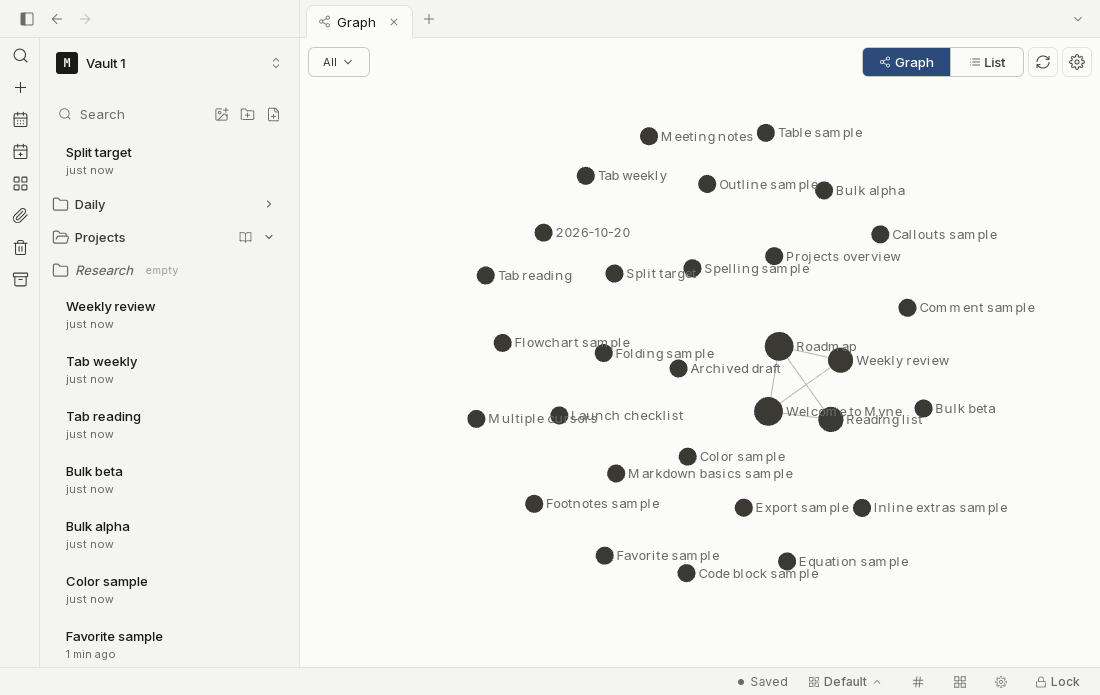 Graph
M
Vault 1
All
Graph
List
Search
Split target
just now
Daily
Projects
Research empty
Weekly review
just now
Tab weekly
just now
Tab reading
just now
Bulk beta
just now
Bulk alpha
just now
Color sample
just now
Favorite sample
1 min ago
Meeting notes
Table sample
Tab weekly
Outline sample
Bulk alpha
2026-10-20
Callouts sample
Projects overview
Tab reading
Split target
Spelling sample
Comment sample
Flowchart sample
Folding sample
Roadmap
Weekly review
Archived draft
Multiple cursors
Launch checklist
Welcome to Myne
Reading list
Bulk beta
Color sample
Markdown basics sample
Footnotes sample
Export sample
Inline extras sample
Favorite sample
Equation sample
Code block sample
Saved
Default
Lock